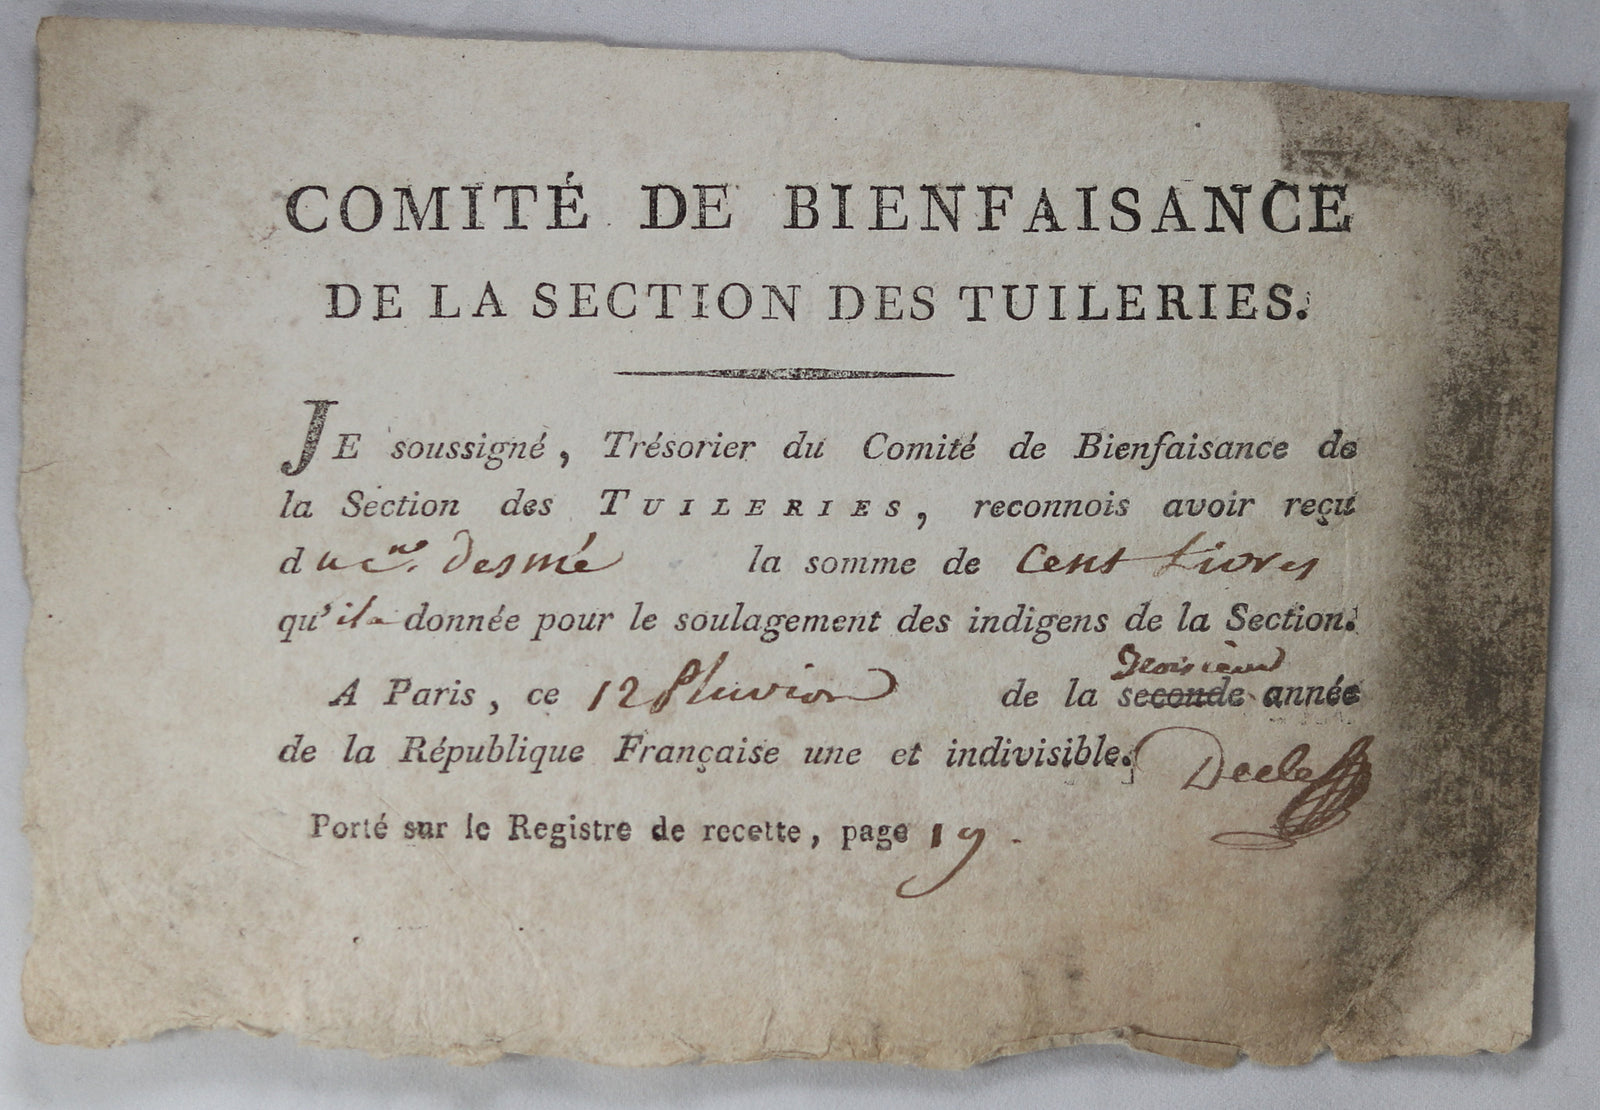 COMITÉ DE BIENFAISANCE
DE LA SECTION DES TUILERIES.
JE soussigné, Trésorier du Comité de Bienfaisance de
la Section des TUILERIES, reconnois avoir reçu
du cen. Desmé la somme de Cent Livres
qu'il a donnée pour le soulagement des indigens de la Section.
troisieme
A Paris, ce 12 Pluviose de la seconde année
de la République Française une et indivisible.
Porté sur le Registre de recette, page 19.